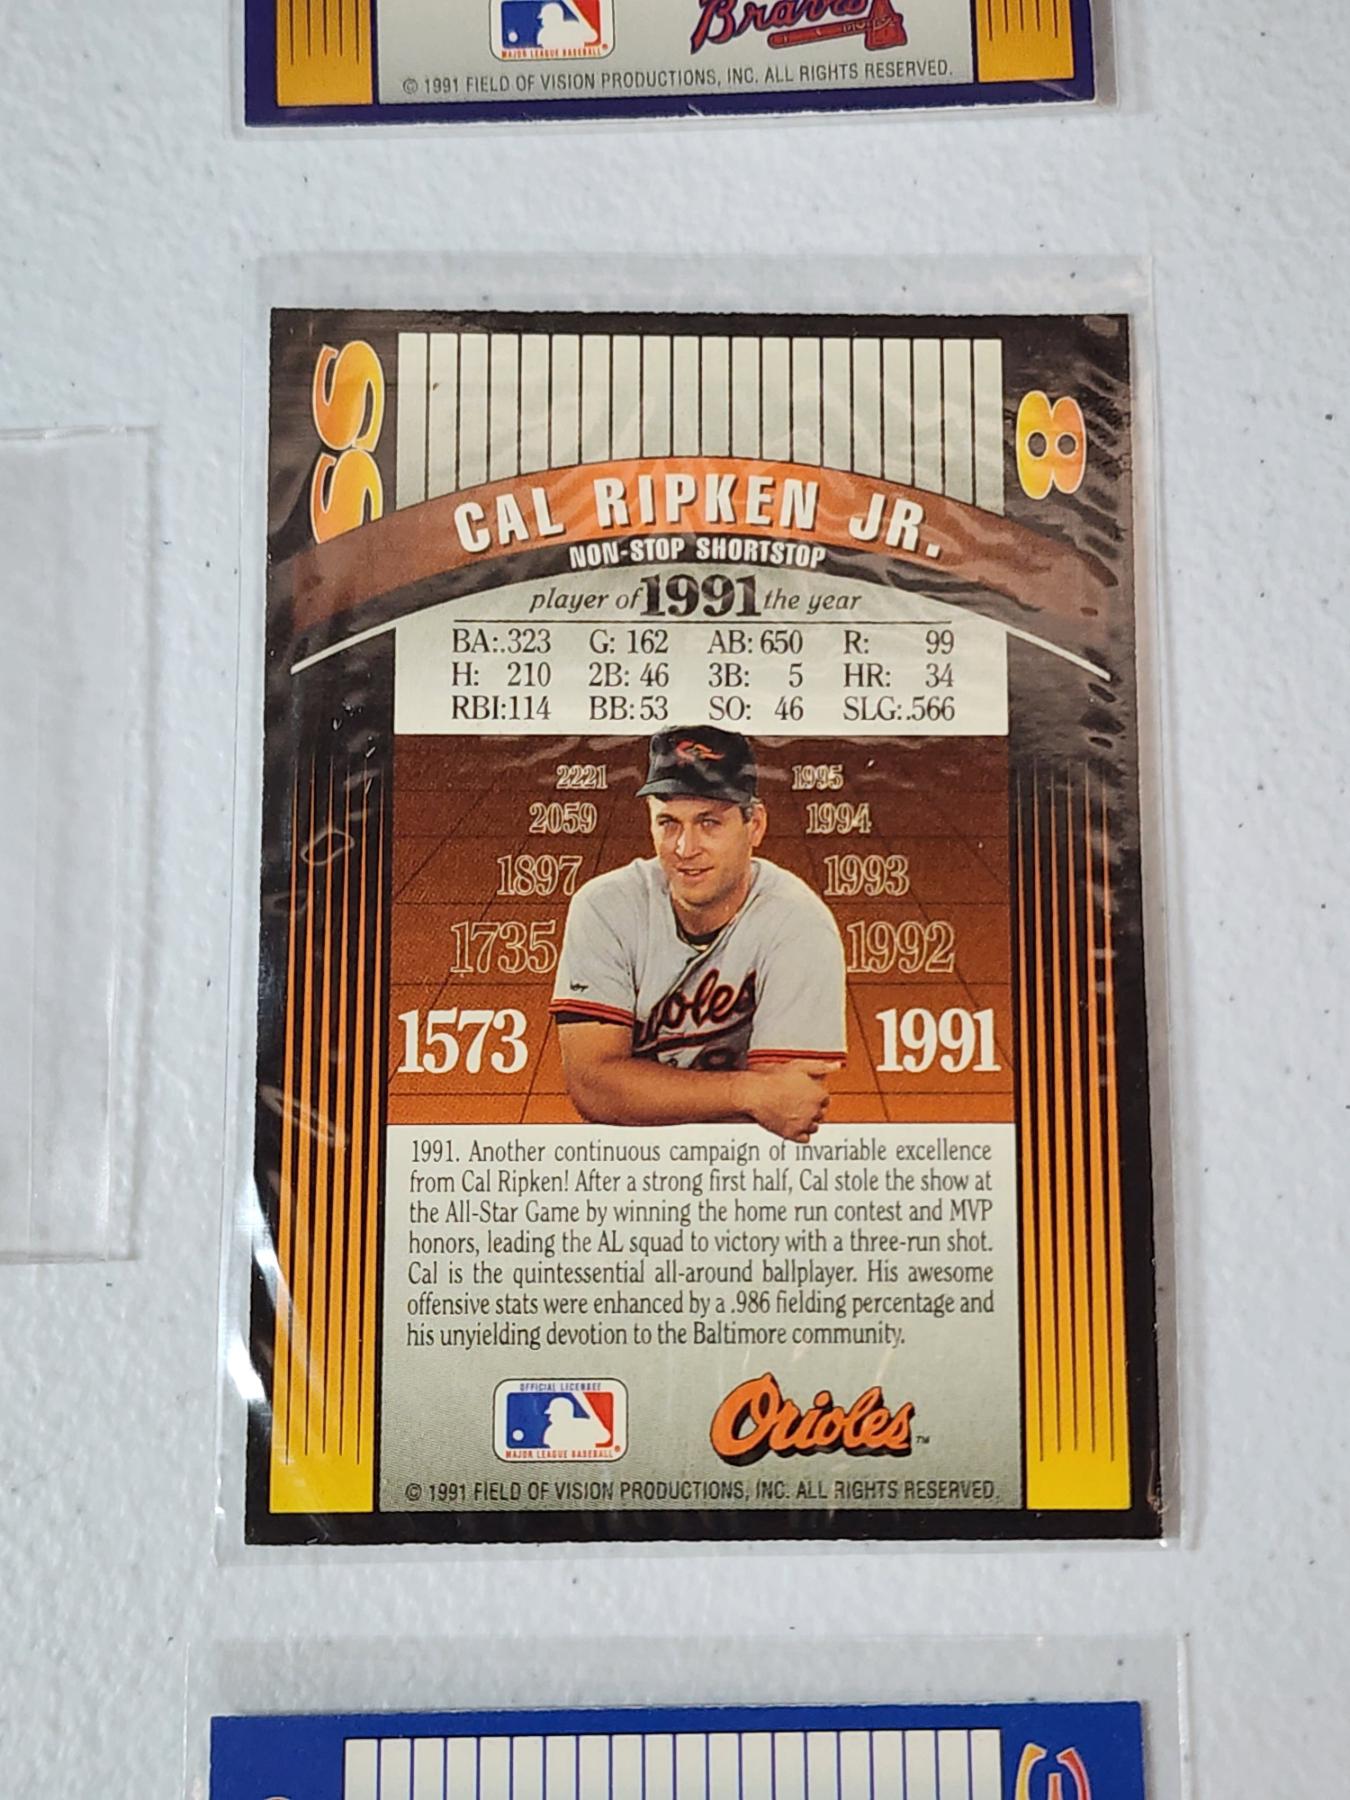 Braves
MAJOR LEAGUE BASEBALL
© 1991 FIELD OF VISION PRODUCTIONS, INC. ALL RIGHTS RESERVED.
SS
8
CAL RIPKEN JR.
NON-STOP SHORTSTOP
player of 1991 the year
BA:.323 G: 162 AB: 650 R: 99
H: 210 2B: 46 3B: 5 HR: 34
RBI:114 BB: 53 SO: 46 SLG:.566
2221 1995
2059 1994
1897 1993
1735 1992
1573 1991
oles
8
1991. Another continuous campaign of invariable excellence
from Cal Ripken! After a strong first half, Cal stole the show at
the All-Star Game by winning the home run contest and MVP
honors, leading the AL squad to victory with a three-run shot.
Cal is the quintessential all-around ballplayer. His awesome
offensive stats were enhanced by a .986 fielding percentage and
his unyielding devotion to the Baltimore community.
OFFICIAL LICENSEE
MAJOR LEAGUE BASEBALL®
Orioles TM
© 1991 FIELD OF VISION PRODUCTIONS, INC. ALL RIGHTS RESERVED.